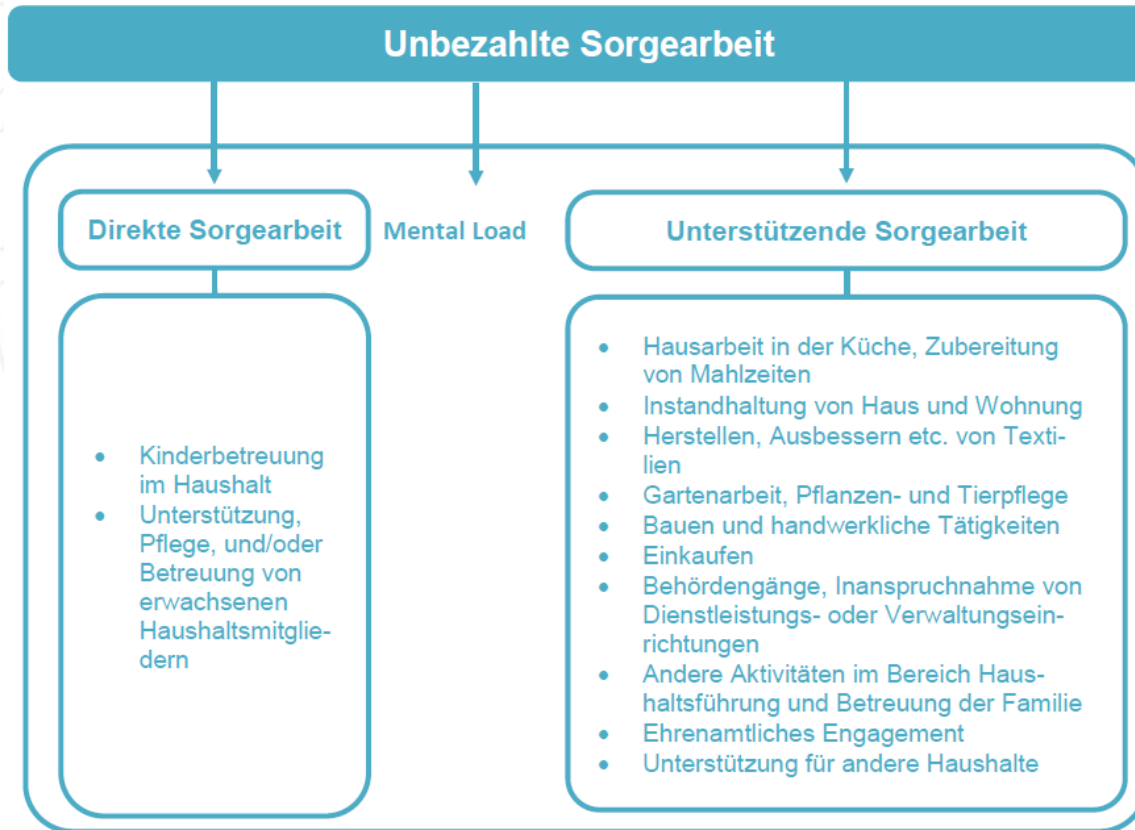 Unbezahlte Sorgearbeit
Direkte Sorgearbeit
Mental Load
Unterstützende Sorgearbeit
• Kinderbetreuung
im Haushalt
• Unterstützung,
Pflege, und/oder
Betreuung von
erwachsenen
Haushaltsmitglie-
dern
• Hausarbeit in der Küche, Zubereitung
von Mahlzeiten
• Instandhaltung von Haus und Wohnung
• Herstellen, Ausbessern etc. von Texti-
lien
• Gartenarbeit, Pflanzen- und Tierpflege
• Bauen und handwerkliche Tätigkeiten
• Einkaufen
• Behördengänge, Inanspruchnahme von
Dienstleistungs- oder Verwaltungsein-
richtungen
• Andere Aktivitäten im Bereich Haus-
haltsführung und Betreuung der Familie
• Ehrenamtliches Engagement
• Unterstützung für andere Haushalte